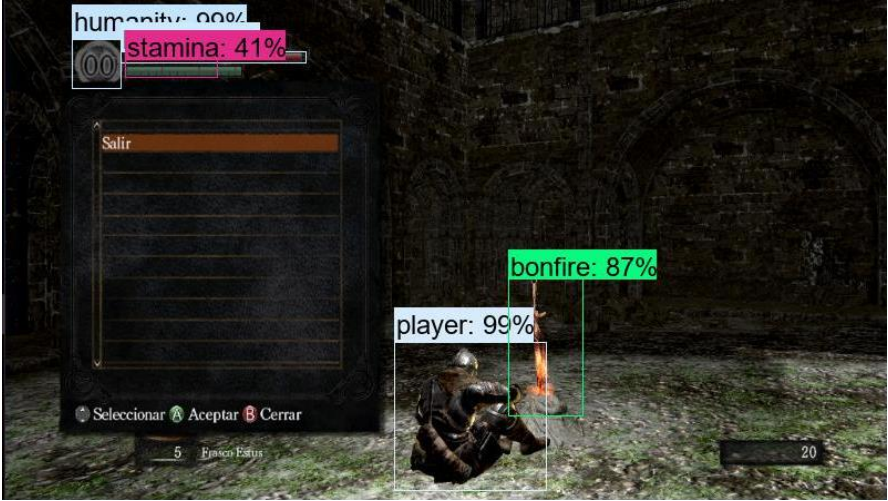 humanity: 99%
stamina: 41%
00
Salir
bonfire: 87%
player: 99%
Seleccionar A Aceptar B Cerrar
5 Frasco Estus
20